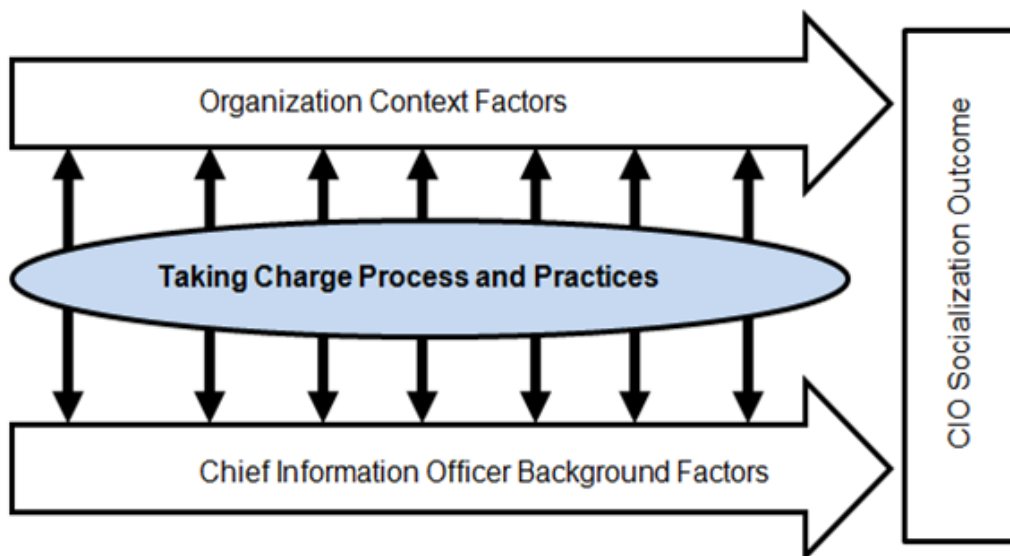 Organization Context Factors
Taking Charge Process and Practices
Chief Information Officer Background Factors
CIO Socialization Outcome